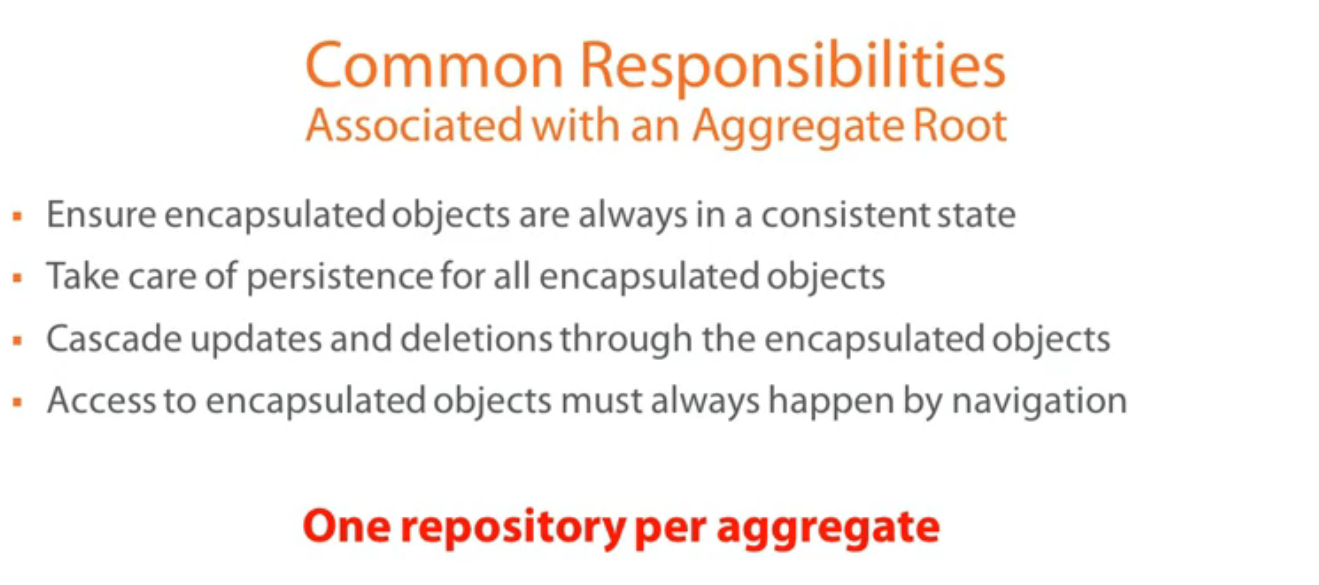 Common Responsibilities
Associated with an Aggregate Root
▪ Ensure encapsulated objects are always in a consistent state
▪ Take care of persistence for all encapsulated objects
▪ Cascade updates and deletions through the encapsulated objects
▪ Access to encapsulated objects must always happen by navigation
One repository per aggregate